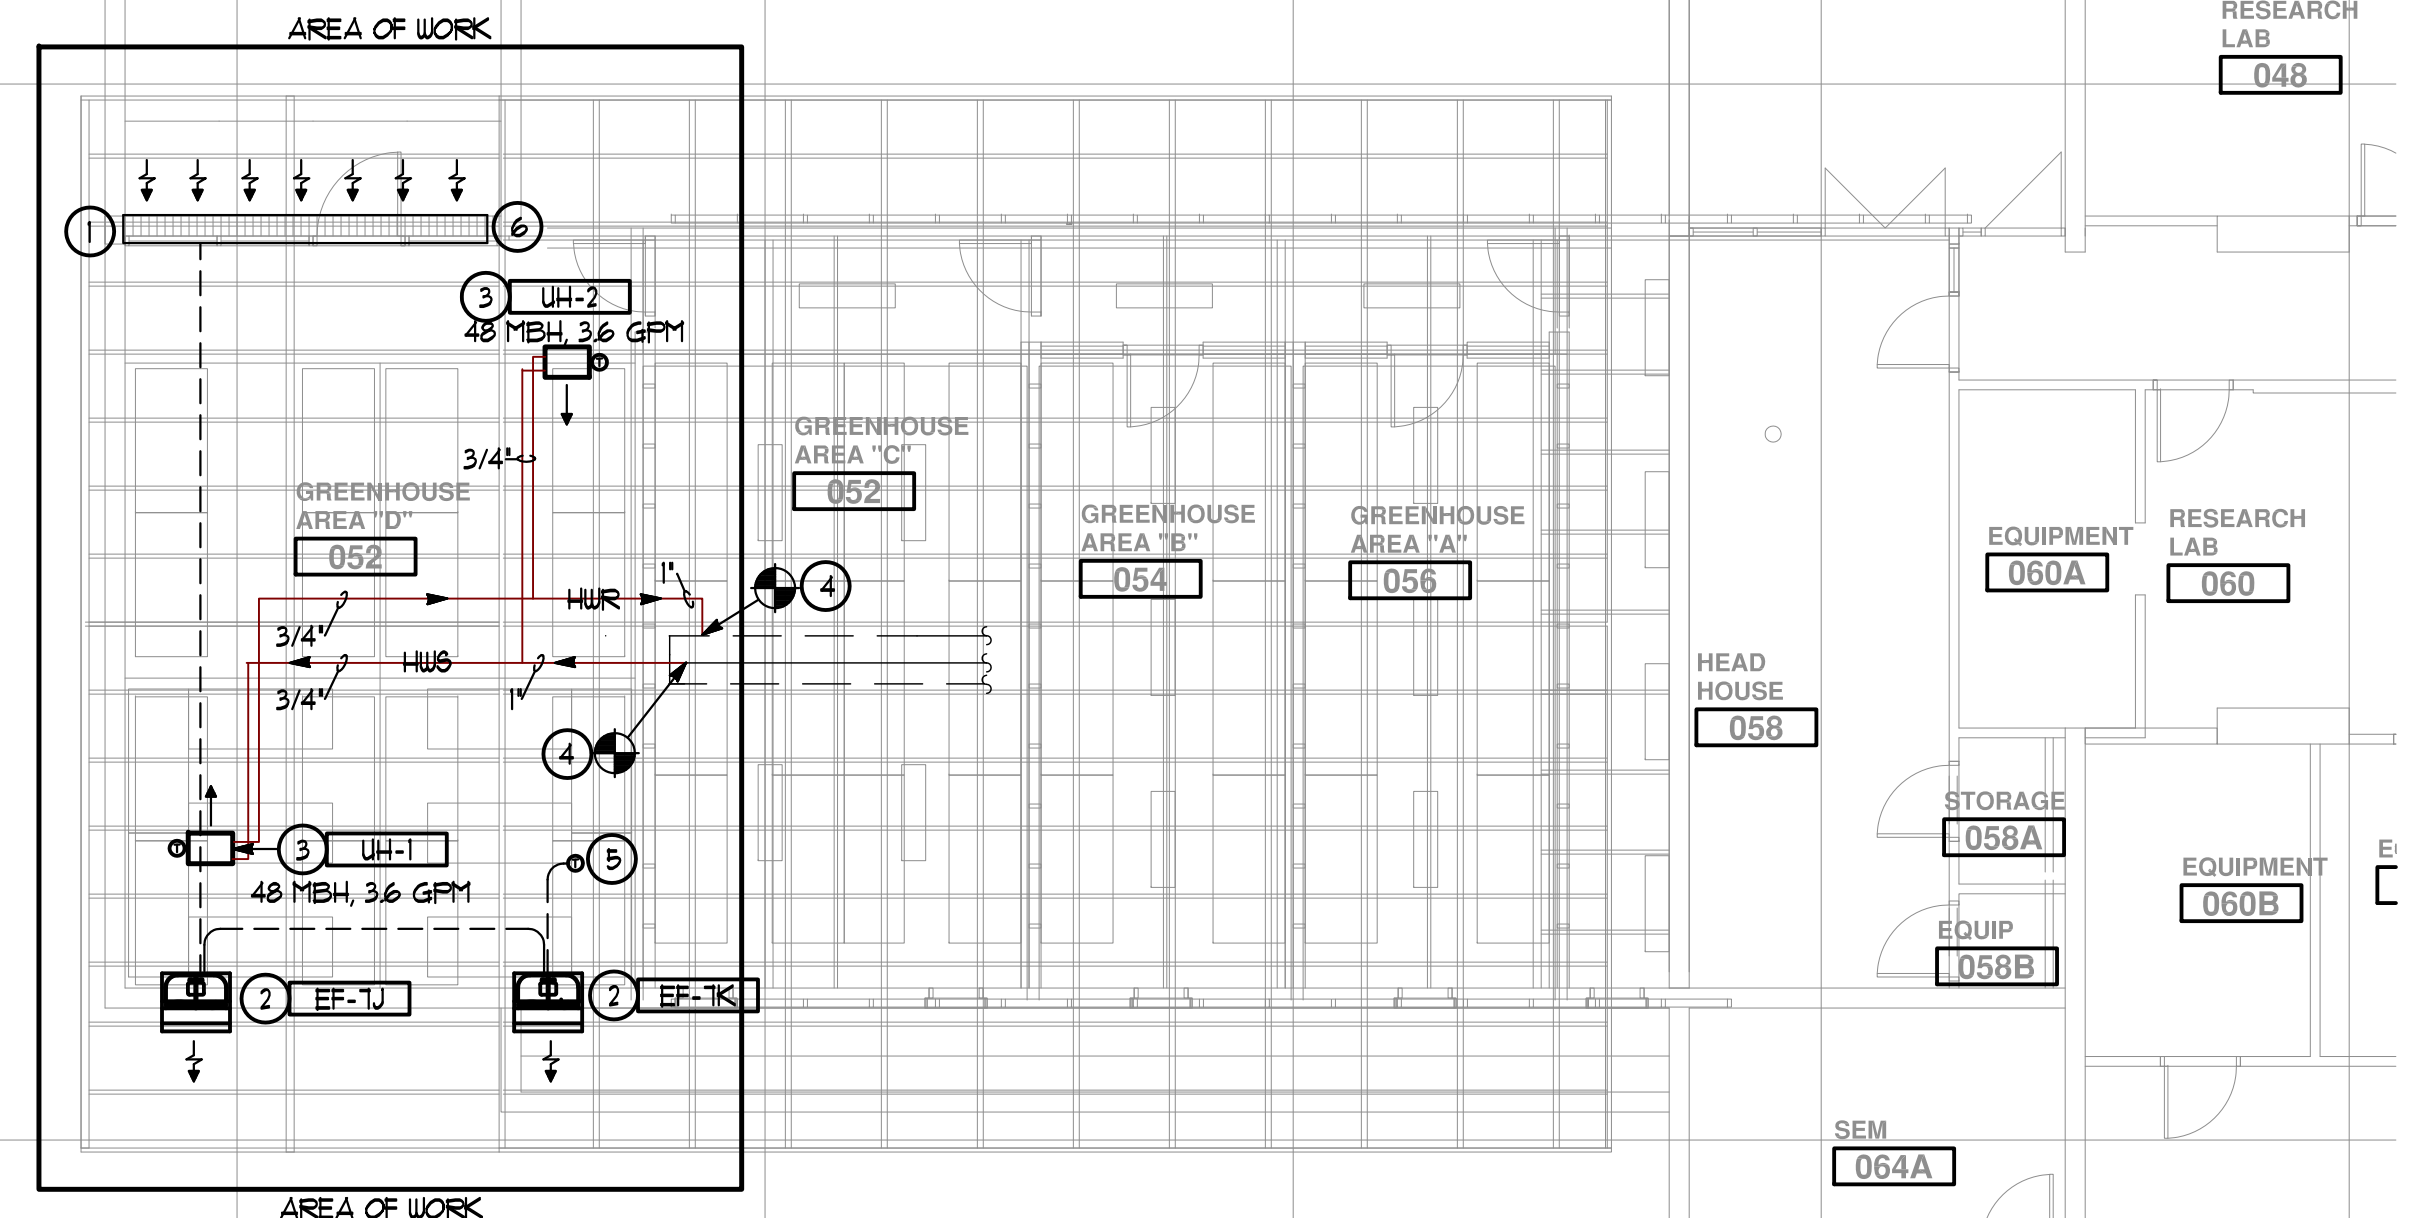 AREA OF WORK
RESEARCH
LAB
048
1
6
3
UH-2
48 MBH, 3.6 GPM
T
3/4"
GREENHOUSE
AREA "C"
052
GREENHOUSE
AREA "D"
052
GREENHOUSE
AREA "B"
054
GREENHOUSE
AREA "A"
056
EQUIPMENT
060A
RESEARCH
LAB
060
1"
HWR
4
3/4"
HWS
3/4"
1"
4
HEAD
HOUSE
058
STORAGE
058A
T
3
UH-1
48 MBH, 3.6 GPM
T
5
EQUIPMENT
060B
EQUIP
058B
2
EF-7J
2
EF-7K
SEM
064A
AREA OF WORK